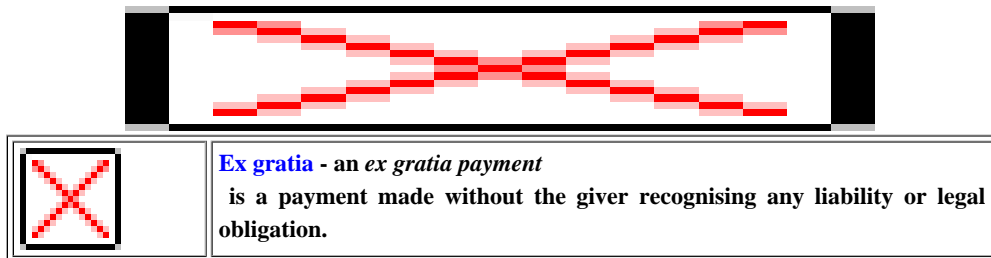 Ex gratia - an ex gratia payment
is a payment made without the giver recognising any liability or legal
obligation.